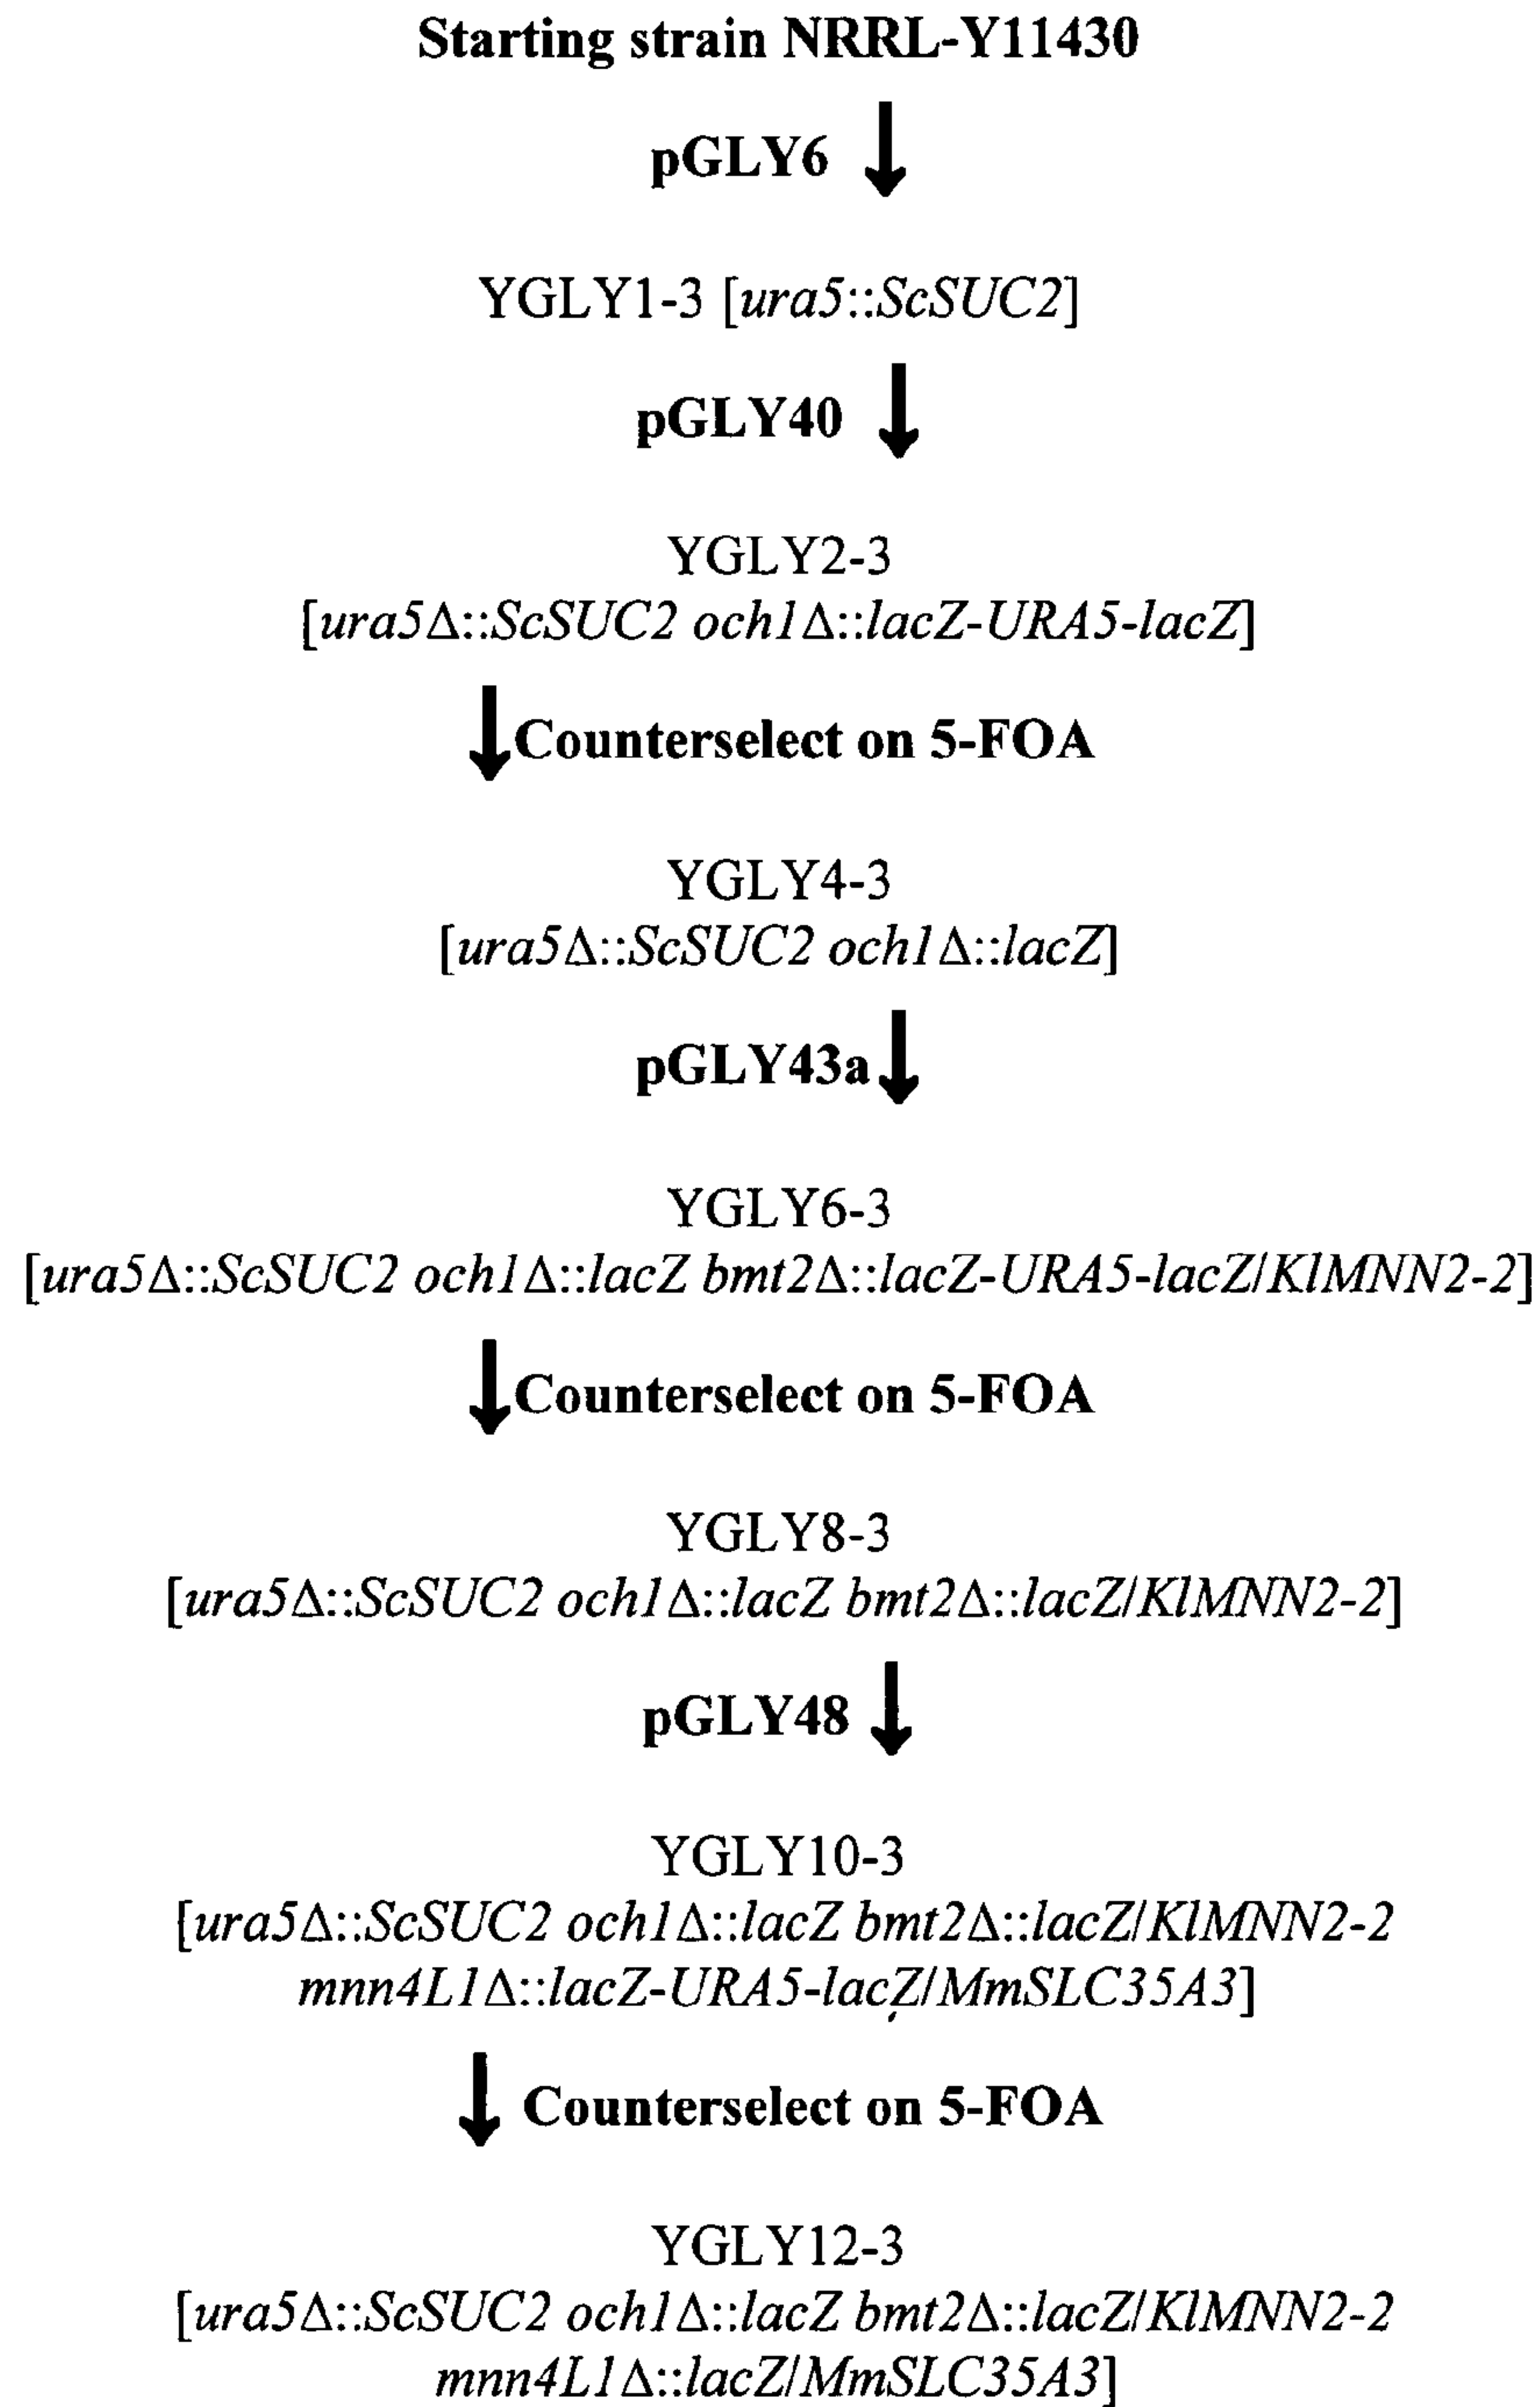 Starting strain NRRL-Y11430
pGLY6
YGLY1-3 [ura5::ScSUC2]
pGLY40
YGLY2-3
[ura5Δ::ScSUC2 och1Δ::lacZ-URA5-lacZ]
Counterselect on 5-FOA
YGLY4-3
[ura5Δ::ScSUC2 och1Δ::lacZ]
pGLY43a
YGLY6-3
[ura5Δ::ScSUC2 och1Δ::lacZ bmt2Δ::lacZ-URA5-lacZ/KlMNN2-2]
Counterselect on 5-FOA
YGLY8-3
[ura5Δ::ScSUC2 och1Δ::lacZ bmt2Δ::lacZ/KlMNN2-2]
pGLY48
YGLY10-3
[ura5Δ::ScSUC2 och1Δ::lacZ bmt2Δ::lacZ/KlMNN2-2
mnn4L1Δ::lacZ-URA5-lacZ/MmSLC35A3]
Counterselect on 5-FOA
YGLY12-3
[ura5Δ::ScSUC2 och1Δ::lacZ bmt2Δ::lacZ/KlMNN2-2
mnn4L1Δ::lacZ/MmSLC35A3]